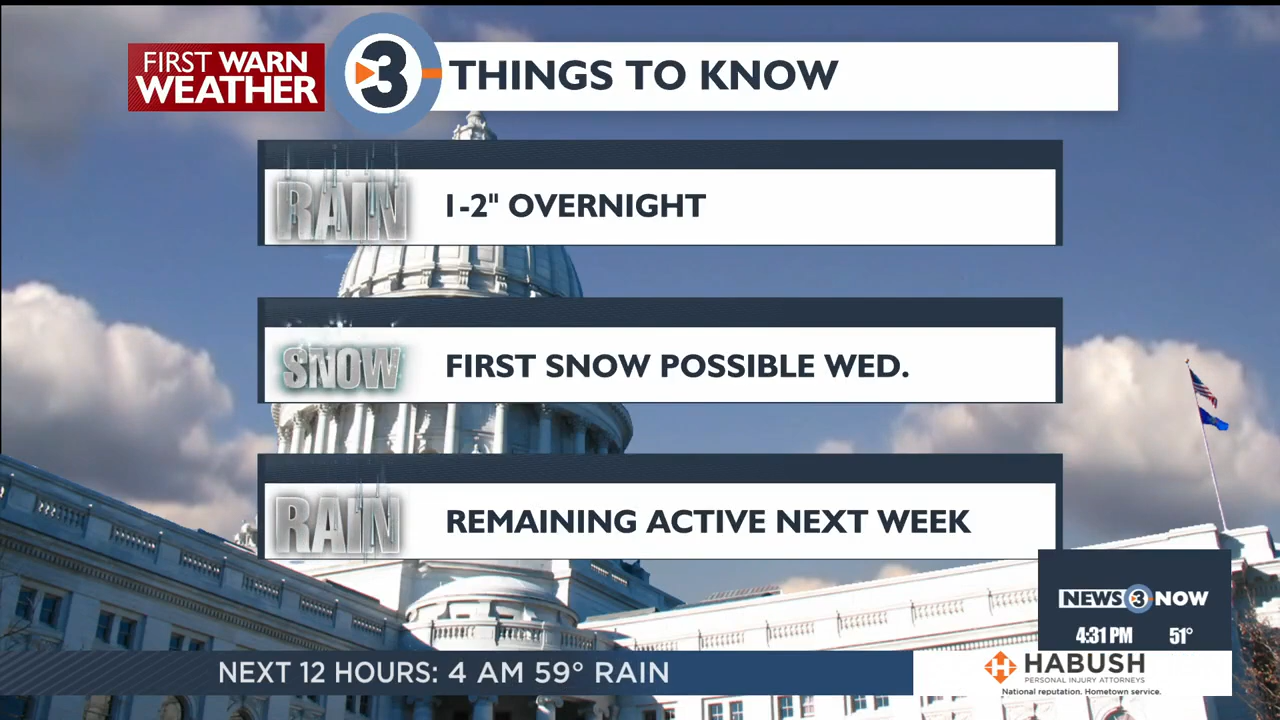 FIRST WARN
WEATHER
3 THINGS TO KNOW
RAIN
1-2" OVERNIGHT
SNOW
FIRST SNOW POSSIBLE WED.
RAIN
REMAINING ACTIVE NEXT WEEK
NEWS 3 NOW
4:31 PM 51°
NEXT 12 HOURS: 4 AM 59° RAIN
HABUSH
PERSONAL INJURY ATTORNEYS
National reputation. Hometown service.